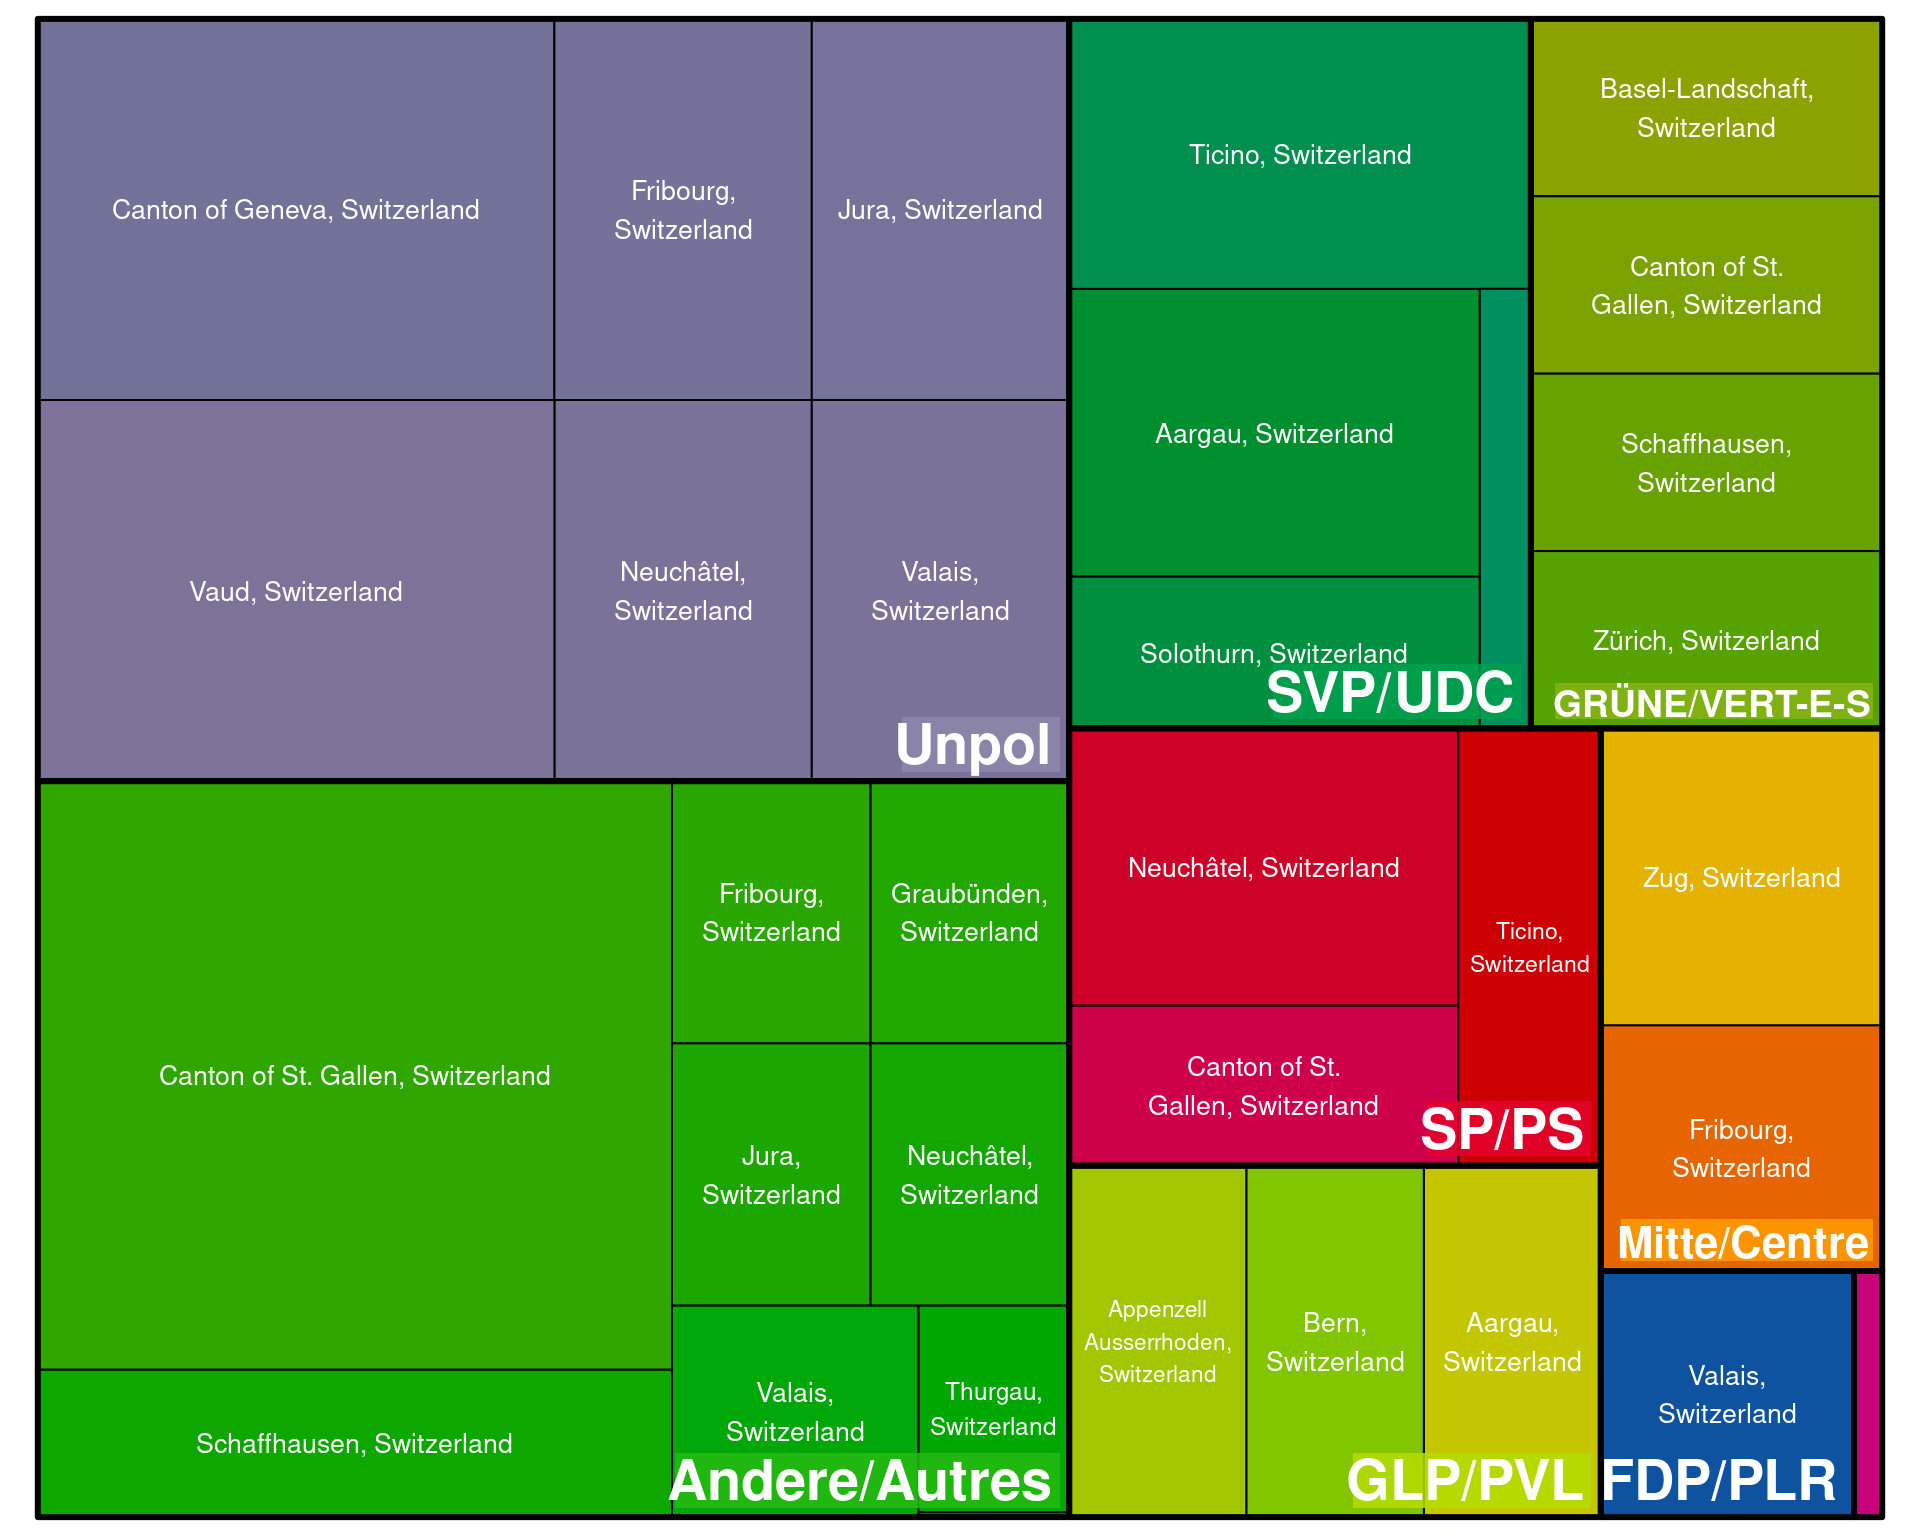 Canton of Geneva, Switzerland
Fribourg,
Switzerland
Jura, Switzerland
Vaud, Switzerland
Neuchâtel,
Switzerland
Valais,
Switzerland
Unpol
Canton of St. Gallen, Switzerland
Fribourg,
Switzerland
Graubünden,
Switzerland
Jura,
Switzerland
Neuchâtel,
Switzerland
Schaffhausen, Switzerland
Valais,
Switzerland
Thurgau,
Switzerland
Andere/Autres
Ticino, Switzerland
Aargau, Switzerland
Solothurn, Switzerland
SVP/UDC
Basel-Landschaft,
Switzerland
Canton of St.
Gallen, Switzerland
Schaffhausen,
Switzerland
Zürich, Switzerland
GRÜNE/VERT-E-S
Neuchâtel, Switzerland
Ticino,
Switzerland
Canton of St.
Gallen, Switzerland
SP/PS
Zug, Switzerland
Fribourg,
Switzerland
Mitte/Centre
Appenzell
Ausserrhoden,
Switzerland
Bern,
Switzerland
Aargau,
Switzerland
GLP/PVL
Valais,
Switzerland
FDP/PLR